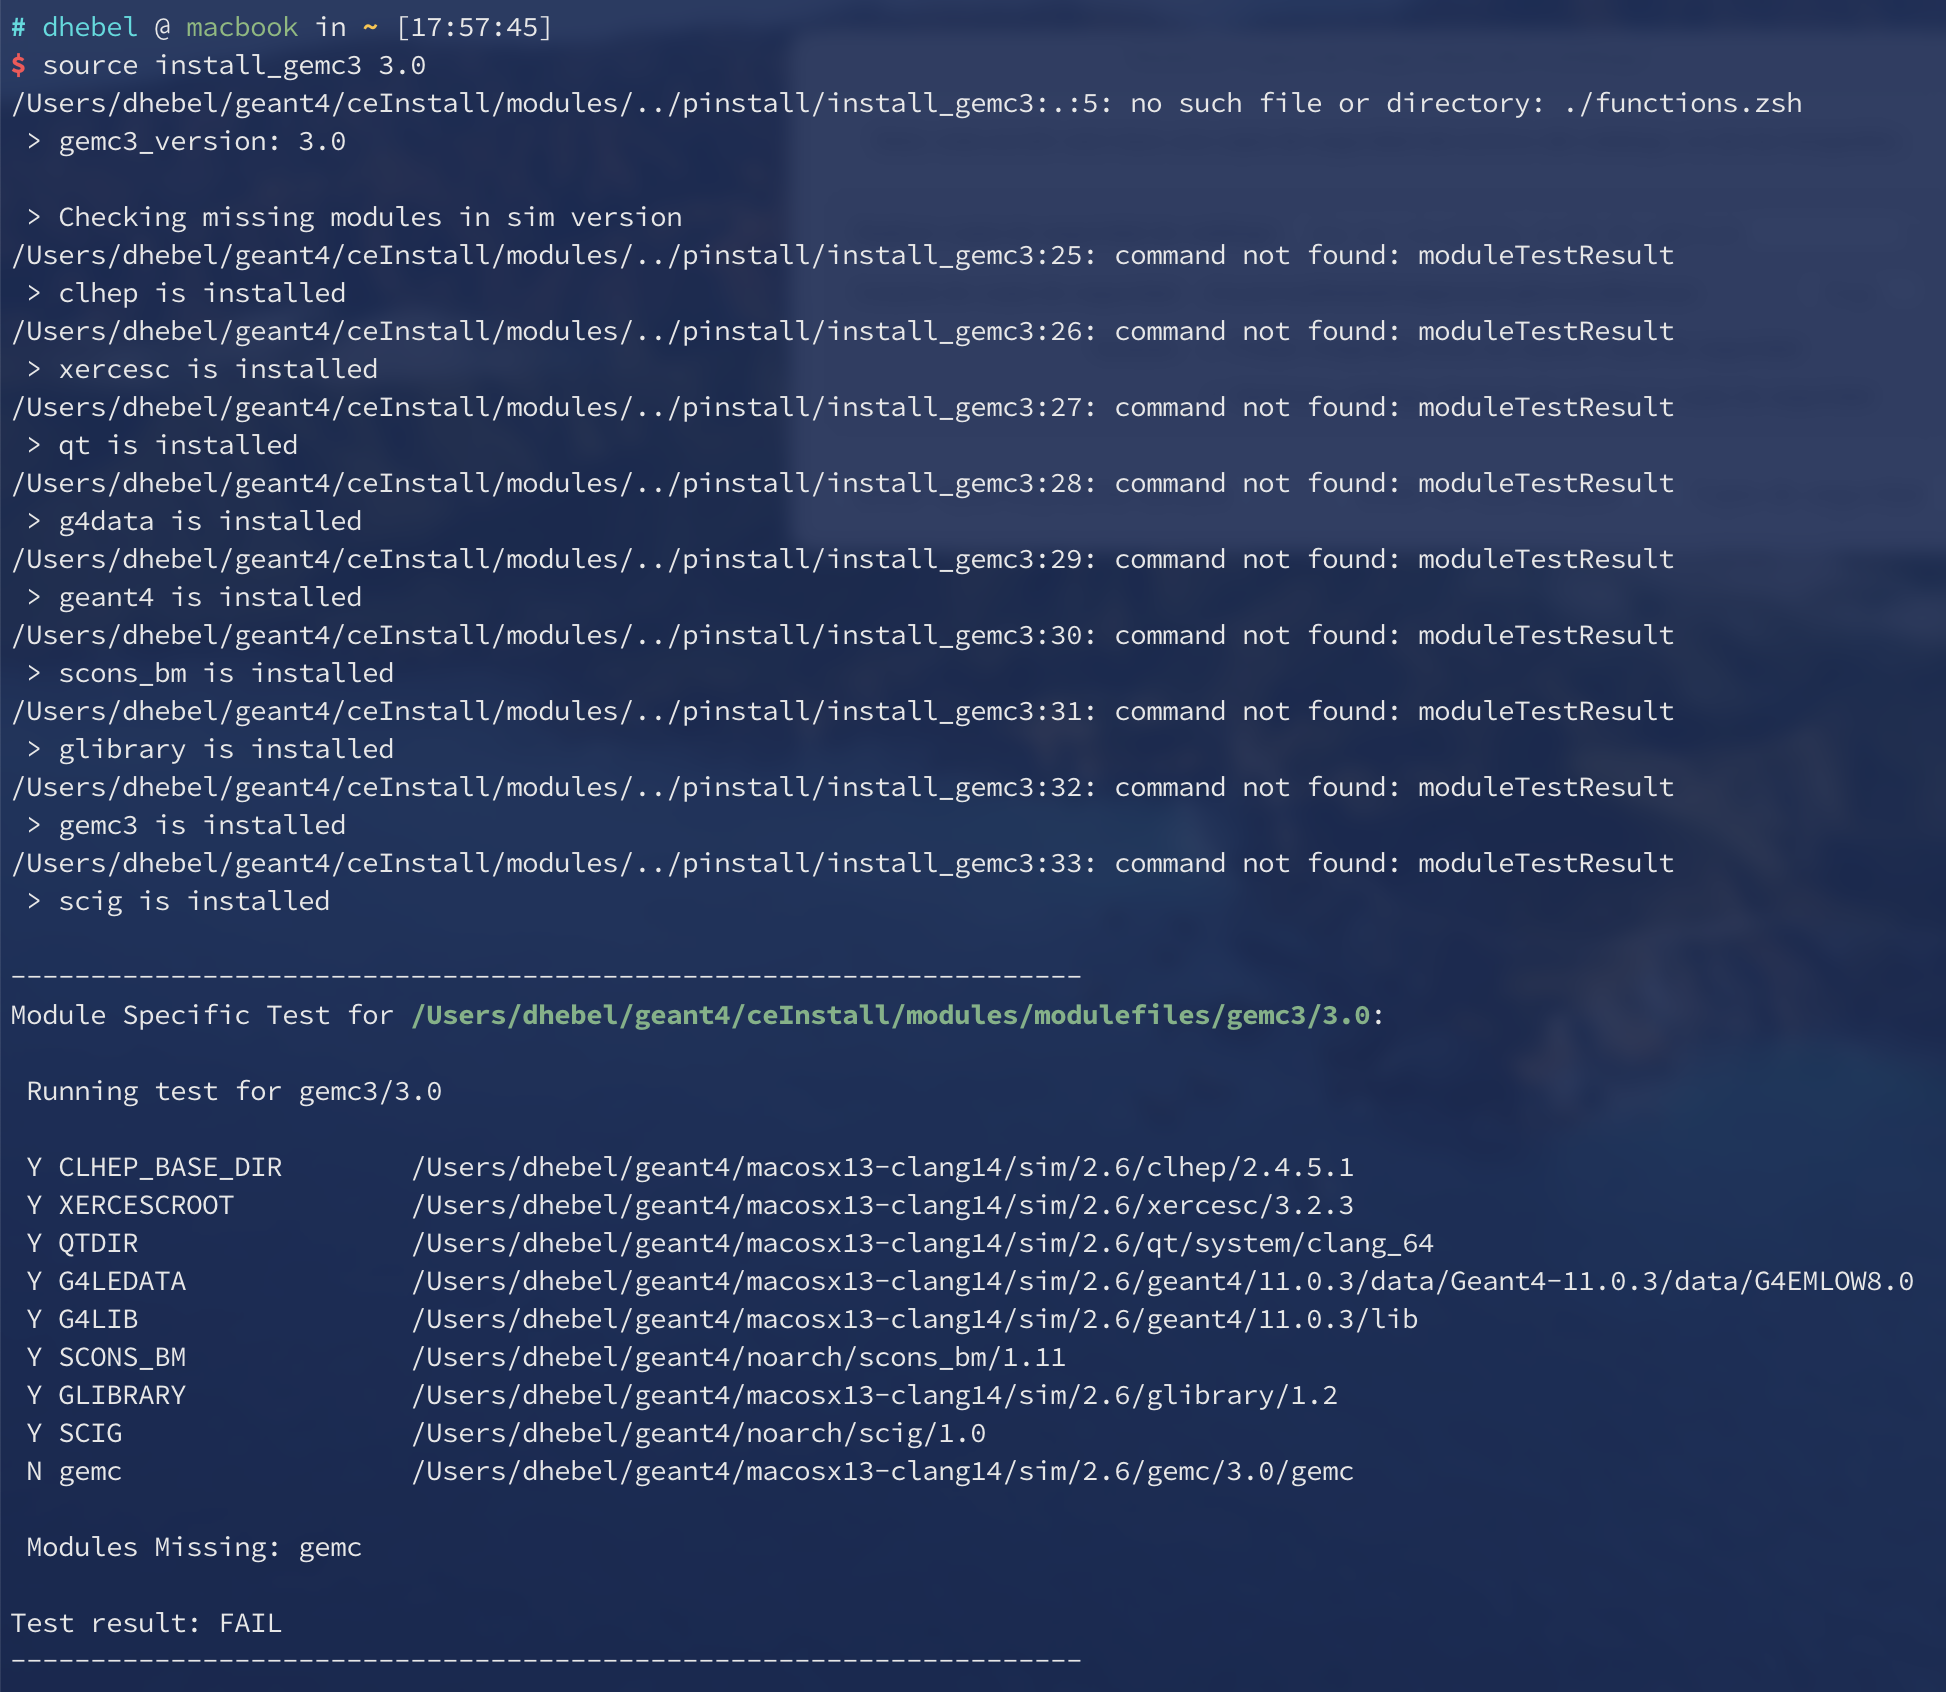 # dhebel @ macbook in ~ [17:57:45]
$ source install_gemc3 3.0
/Users/dhebel/geant4/ceInstall/modules/../pinstall/install_gemc3:.:5: no such file or directory: ./functions.zsh
 > gemc3_version: 3.0

 > Checking missing modules in sim version
/Users/dhebel/geant4/ceInstall/modules/../pinstall/install_gemc3:25: command not found: moduleTestResult
 > clhep is installed
/Users/dhebel/geant4/ceInstall/modules/../pinstall/install_gemc3:26: command not found: moduleTestResult
 > xercesc is installed
/Users/dhebel/geant4/ceInstall/modules/../pinstall/install_gemc3:27: command not found: moduleTestResult
 > qt is installed
/Users/dhebel/geant4/ceInstall/modules/../pinstall/install_gemc3:28: command not found: moduleTestResult
 > g4data is installed
/Users/dhebel/geant4/ceInstall/modules/../pinstall/install_gemc3:29: command not found: moduleTestResult
 > geant4 is installed
/Users/dhebel/geant4/ceInstall/modules/../pinstall/install_gemc3:30: command not found: moduleTestResult
 > scons_bm is installed
/Users/dhebel/geant4/ceInstall/modules/../pinstall/install_gemc3:31: command not found: moduleTestResult
 > glibrary is installed
/Users/dhebel/geant4/ceInstall/modules/../pinstall/install_gemc3:32: command not found: moduleTestResult
 > gemc3 is installed
/Users/dhebel/geant4/ceInstall/modules/../pinstall/install_gemc3:33: command not found: moduleTestResult
 > scig is installed

-------------------------------------------------------------------
Module Specific Test for /Users/dhebel/geant4/ceInstall/modules/modulefiles/gemc3/3.0:

 Running test for gemc3/3.0

 Y CLHEP_BASE_DIR        /Users/dhebel/geant4/macosx13-clang14/sim/2.6/clhep/2.4.5.1
 Y XERCESCROOT           /Users/dhebel/geant4/macosx13-clang14/sim/2.6/xercesc/3.2.3
 Y QTDIR                 /Users/dhebel/geant4/macosx13-clang14/sim/2.6/qt/system/clang_64
 Y G4LEDATA              /Users/dhebel/geant4/macosx13-clang14/sim/2.6/geant4/11.0.3/data/Geant4-11.0.3/data/G4EMLOW8.0
 Y G4LIB                 /Users/dhebel/geant4/macosx13-clang14/sim/2.6/geant4/11.0.3/lib
 Y SCONS_BM              /Users/dhebel/geant4/noarch/scons_bm/1.11
 Y GLIBRARY              /Users/dhebel/geant4/macosx13-clang14/sim/2.6/glibrary/1.2
 Y SCIG                  /Users/dhebel/geant4/noarch/scig/1.0
 N gemc                  /Users/dhebel/geant4/macosx13-clang14/sim/2.6/gemc/3.0/gemc

 Modules Missing: gemc

Test result: FAIL
-------------------------------------------------------------------